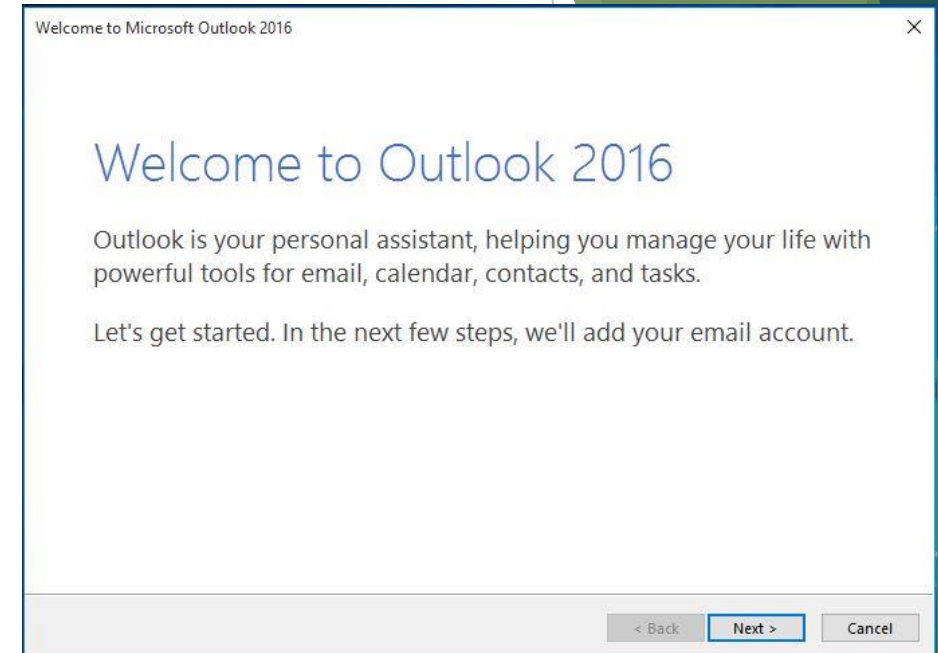 Welcome to Microsoft Outlook 2016
Welcome to Outlook 2016
Outlook is your personal assistant, helping you manage your life with
powerful tools for email, calendar, contacts, and tasks.
Let's get started. In the next few steps, we'll add your email account.
< Back Next > Cancel